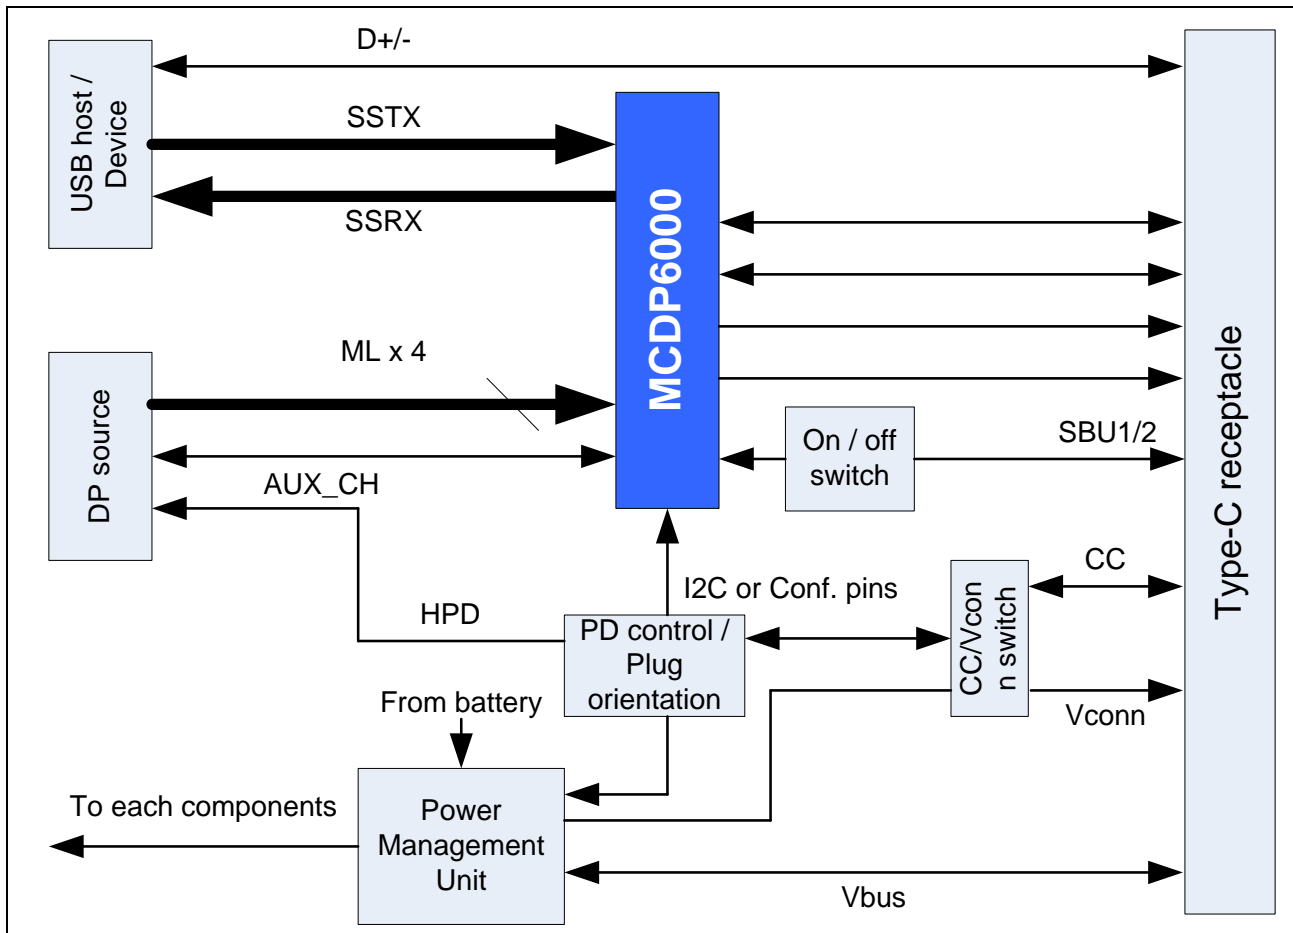 D+/-
USB host /
Device
SSTX
SSRX
MCDP6000
ML x 4
DP source
AUX_CH
On / off
switch
SBU1/2
Type-C receptacle
CC
I2C or Conf. pins
HPD
PD control /
Plug
orientation
CC/Vcon
n switch
Vconn
From battery
To each components
Power
Management
Unit
Vbus